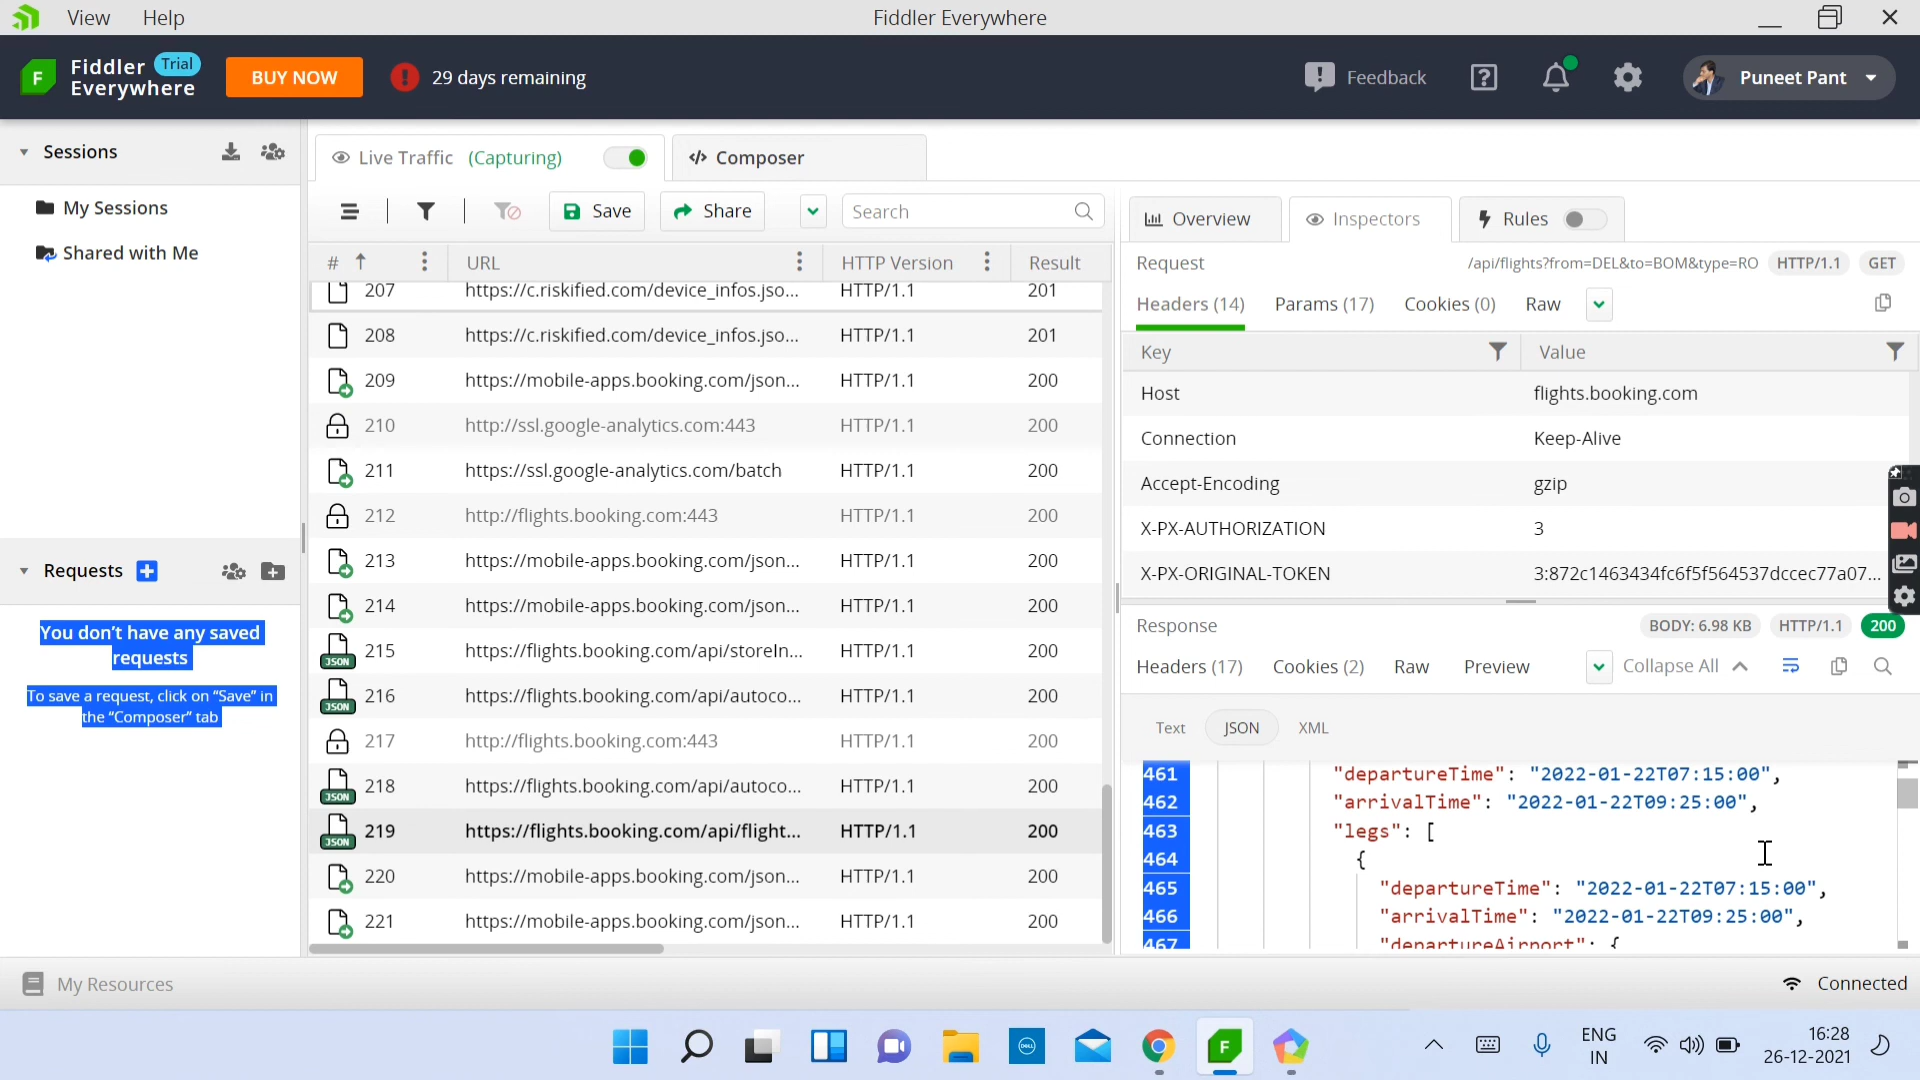 View Help Fiddler Everywhere
Fiddler Everywhere Trial BUY NOW 29 days remaining Feedback Puneet Pant
Sessions
My Sessions
Shared with Me
Requests
You don't have any saved
requests
To save a request, click on "Save" in
the "Composer" tab
Live Traffic (Capturing) Composer
Save Share Search
# URL HTTP Version Result
207 https://c.riskified.com/device_infos.jso... HTTP/1.1 201
208 https://c.riskified.com/device_infos.jso... HTTP/1.1 201
209 https://mobile-apps.booking.com/json... HTTP/1.1 200
210 http://ssl.google-analytics.com:443 HTTP/1.1 200
211 https://ssl.google-analytics.com/batch HTTP/1.1 200
212 http://flights.booking.com:443 HTTP/1.1 200
213 https://mobile-apps.booking.com/json... HTTP/1.1 200
214 https://mobile-apps.booking.com/json... HTTP/1.1 200
JSON 215 https://flights.booking.com/api/storeIn... HTTP/1.1 200
JSON 216 https://flights.booking.com/api/autoco... HTTP/1.1 200
217 http://flights.booking.com:443 HTTP/1.1 200
JSON 218 https://flights.booking.com/api/autoco... HTTP/1.1 200
JSON 219 https://flights.booking.com/api/flight... HTTP/1.1 200
220 https://mobile-apps.booking.com/json... HTTP/1.1 200
221 https://mobile-apps.booking.com/json... HTTP/1.1 200
Overview Inspectors Rules
Request /api/flights?from=DEL&to=BOM&type=RO HTTP/1.1 GET
Headers (14) Params (17) Cookies (0) Raw
Key Value
Host flights.booking.com
Connection Keep-Alive
Accept-Encoding gzip
X-PX-AUTHORIZATION 3
X-PX-ORIGINAL-TOKEN 3:872c1463434fc6f5f564537dccec77a07...
Response BODY: 6.98 KB HTTP/1.1 200
Headers (17) Cookies (2) Raw Preview Collapse All
Text JSON XML
461 "departureTime": "2022-01-22T07:15:00",
462 "arrivalTime": "2022-01-22T09:25:00",
463 "legs": [
464 {
465 "departureTime": "2022-01-22T07:15:00",
466 "arrivalTime": "2022-01-22T09:25:00",
467 "departureAirport": {
My Resources Connected
DELL
ENG
IN
16:28
26-12-2021